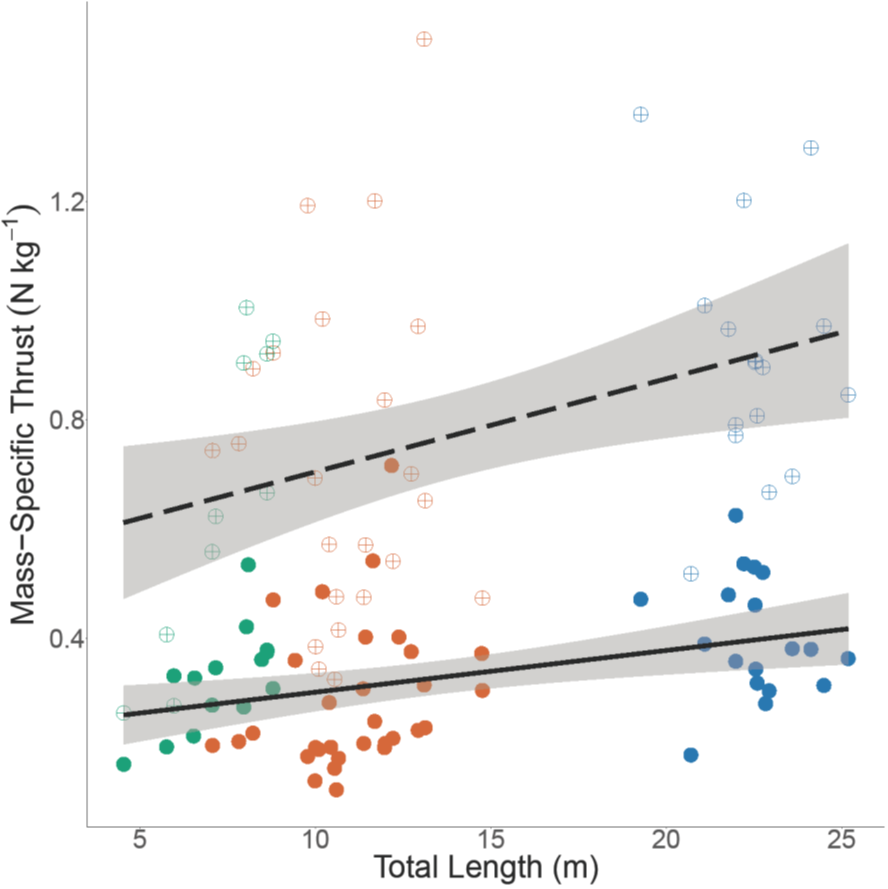 Mass−Specific Thrust (N kg⁻¹)
1.2
0.8
0.4
5 10 15 20 25
Total Length (m)